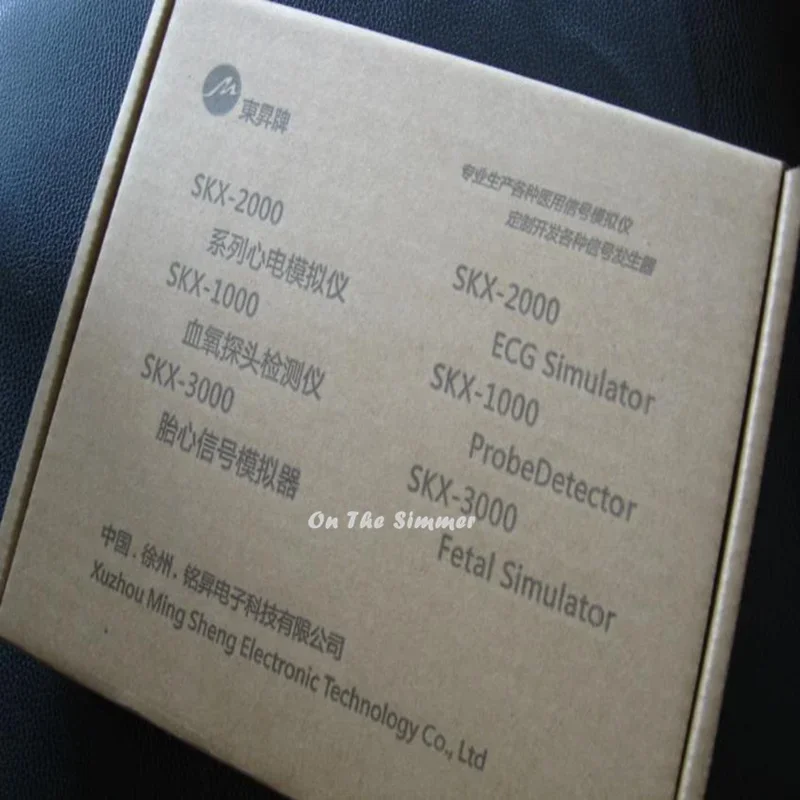 東昇牌
SKX-2000
系列心电模拟仪
SKX-1000
血氧探头检测仪
SKX-3000
胎心信号模拟器
专业生产各种医用信号模拟仪
定制开发各种信号发生器
SKX-2000
ECG Simulator
SKX-1000
ProbeDetector
SKX-3000
Fetal Simulator
On The Simmer
中国.徐州.铭昇电子科技有限公司
Xuzhou Ming Sheng Electronic Technology Co., Ltd